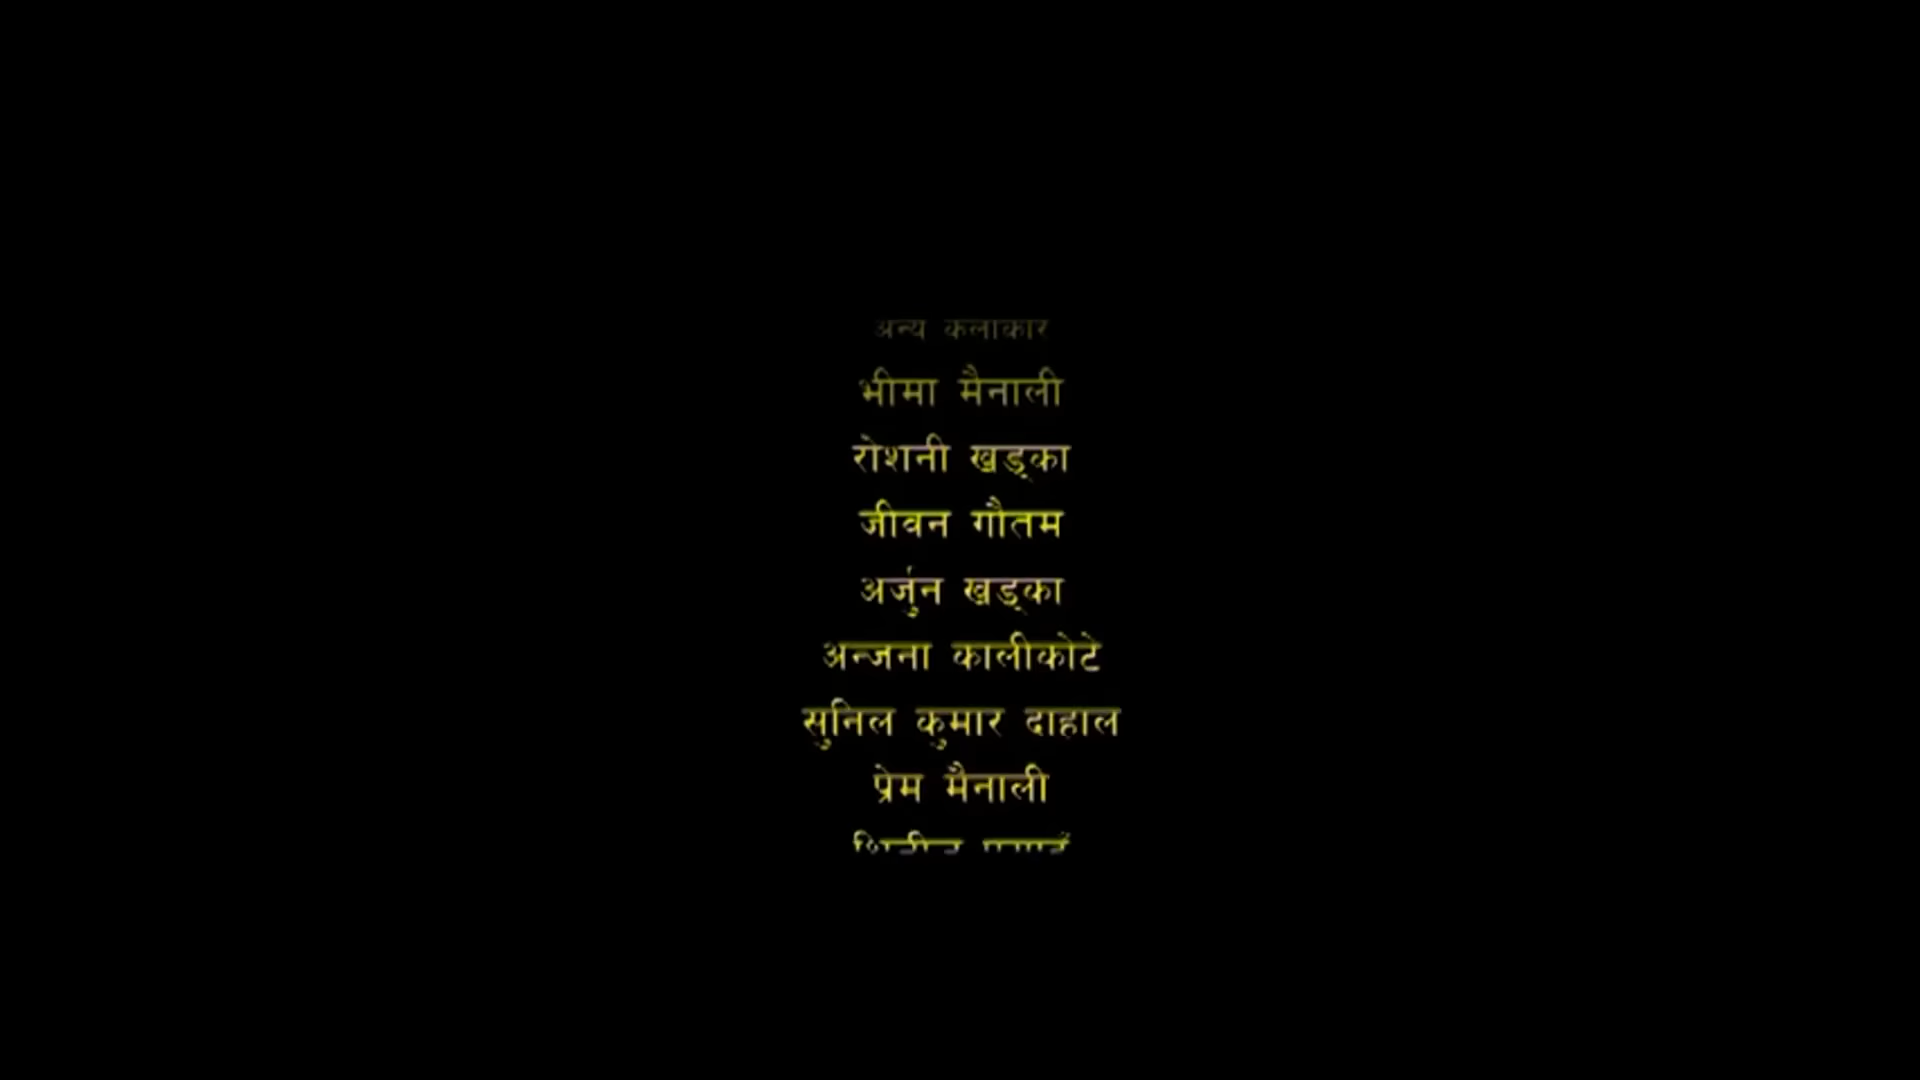 अन्य कलाकार
भीमा मैनाली
रोशनी खड्का
जीवन गौतम
अर्जुन खड्का
अन्जना कालीकोटे
सुनिल कुमार दाहाल
प्रेम मैनाली